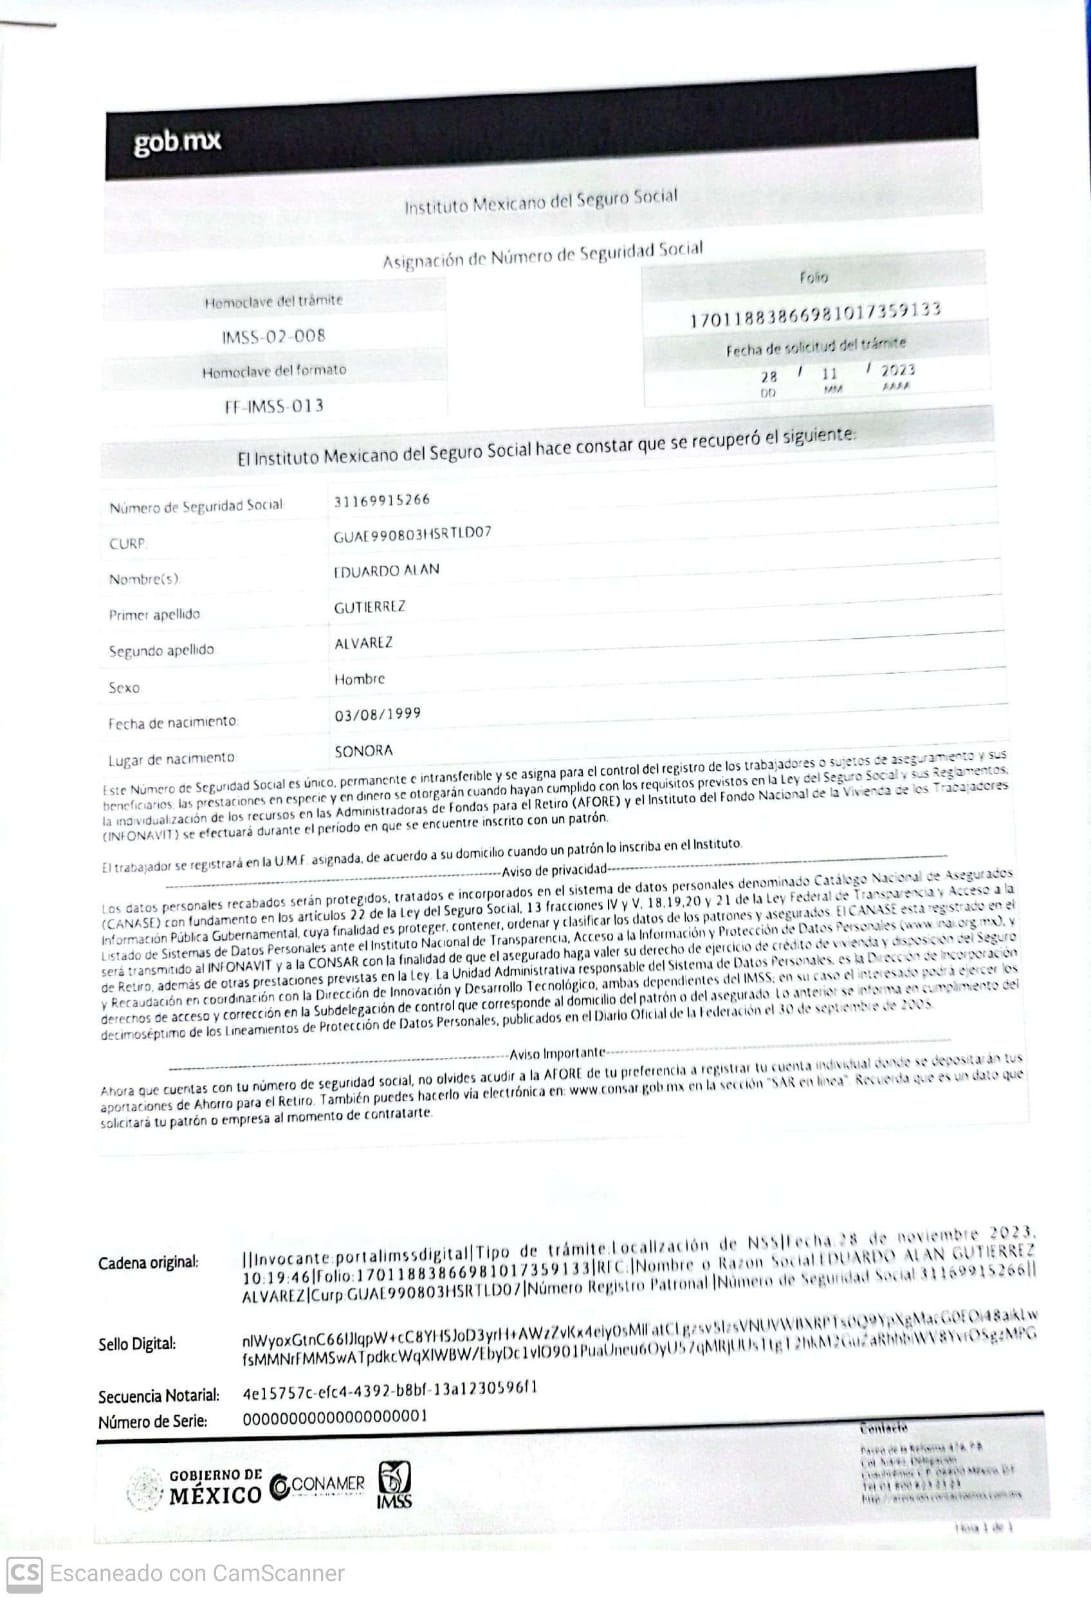 gob.mx
Instituto Mexicano del Seguro Social
Asignación de Número de Seguridad Social
Homoclave del trámite
IMSS-02-008
Homoclave del formato
FF-IMSS-013
Folio
17011883866981017359133
Fecha de solicitud del trámite
28 / 11 / 2023
DD MM AAAA
El Instituto Mexicano del Seguro Social hace constar que se recuperó el siguiente:
Número de Seguridad Social 31169915266
CURP GUAE990803HSRTLD07
Nombre(s) EDUARDO ALAN
Primer apellido GUTIERREZ
Segundo apellido ALVAREZ
Sexo Hombre
Fecha de nacimiento 03/08/1999
Lugar de nacimiento SONORA
Este Número de Seguridad Social es único, permanente e intransferible y se asigna para el control del registro de los trabajadores o sujetos de aseguramiento y sus
beneficiarios, las prestaciones en especie y en dinero se otorgarán cuando hayan cumplido con los requisitos previstos en la Ley del Seguro Social y sus Reglamentos,
la individualización de los recursos en las Administradoras de Fondos para el Retiro (AFORE) y el Instituto del Fondo Nacional de la Vivienda de los Trabajadores
(INFONAVIT) se efectuará durante el período en que se encuentre inscrito con un patrón.
El trabajador se registrará en la U.M.F. asignada, de acuerdo a su domicilio cuando un patrón lo inscriba en el Instituto.
Aviso de privacidad
Los datos personales recabados serán protegidos, tratados e incorporados en el sistema de datos personales denominado Catálogo Nacional de Asegurados
(CANASE) con fundamento en los artículos 22 de la Ley del Seguro Social, 13 fracciones IV y V, 18,19,20 y 21 de la Ley Federal de Transparencia y Acceso a la
Información Pública Gubernamental, cuya finalidad es proteger, contener, ordenar y clasificar los datos de los patrones y asegurados. El CANASE está registrado en el
Listado de Sistemas de Datos Personales ante el Instituto Nacional de Transparencia, Acceso a la Información y Protección de Datos Personales (www.inai.org.mx), y
será transmitido al INFONAVIT y a la CONSAR con la finalidad de que el asegurado haga valer su derecho de ejercicio de crédito de vivienda y disposición del Seguro
de Retiro, además de otras prestaciones previstas en la Ley. La Unidad Administrativa responsable del Sistema de Datos Personales, es la Dirección de Incorporación
y Recaudación en coordinación con la Dirección de Innovación y Desarrollo Tecnológico, ambas dependientes del IMSS; en su caso el interesado podrá ejercer los
derechos de acceso y corrección en la Subdelegación de control que corresponde al domicilio del patrón o del asegurado. Lo anterior se informa en cumplimiento del
decimoséptimo de los Lineamientos de Protección de Datos Personales, publicados en el Diario Oficial de la Federación el 30 de septiembre de 2005.
Aviso Importante
Ahora que cuentas con tu número de seguridad social, no olvides acudir a la AFORE de tu preferencia a registrar tu cuenta individual donde se depositarán tus
aportaciones de Ahorro para el Retiro. También puedes hacerlo vía electrónica en: www.consar.gob.mx en la sección "SAR en línea". Recuerda que es un dato que
solicitará tu patrón o empresa al momento de contratarte.
Cadena original: ||Invocante:portalimssdigital|Tipo de trámite:Localización de NSS|Fecha:28 de noviembre 2023,
10:19:46|Folio:17011883866981017359133|RFC:|Nombre o Razon Social:EDUARDO ALAN GUTIERREZ
ALVAREZ|Curp:GUAE990803HSRTLD07|Número Registro Patronal:|Número de Seguridad Social:31169915266||
Sello Digital:
Secuencia Notarial: 4e15757c-efc4-4392-b8bf-13a1230596f1
Número de Serie: 00000000000000000001
GOBIERNO DE
MÉXICO
CONAMER
IMSS
Contacto
Hoja 1 de 1
CS Escaneado con CamScanner